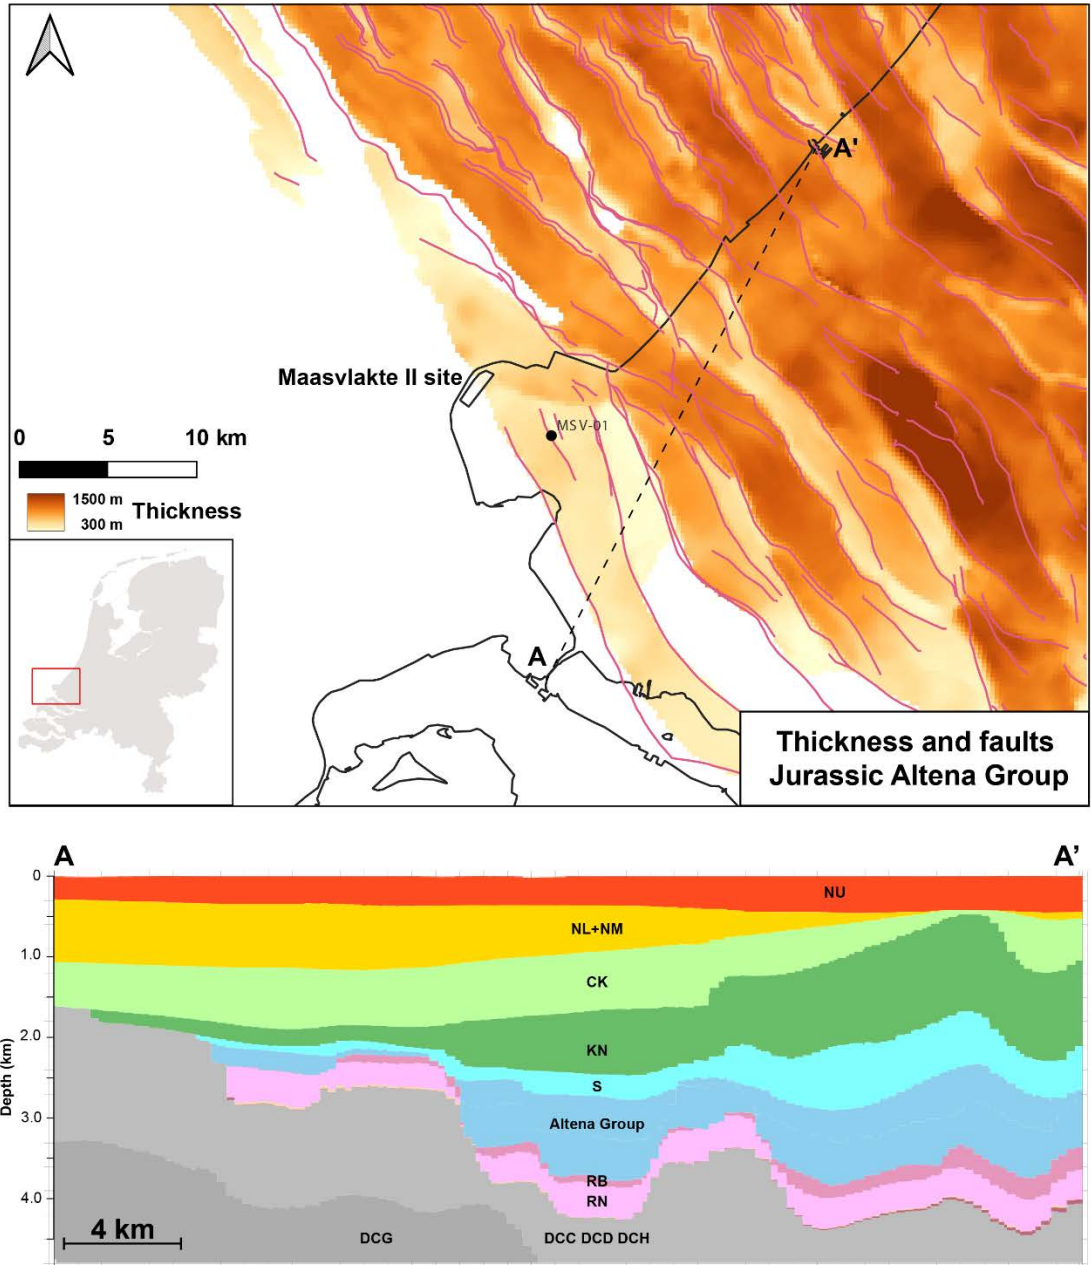 A'
Maasvlakte II site
MSV-01
0 5 10 km
1500 m
300 m
Thickness
A
Thickness and faults
Jurassic Altena Group
A A’
0
NU
NL+NM
1.0
CK
2.0
KN
S
Depth (km)
3.0
Altena Group
RB
4.0
RN
4 km
DCG
DCC DCD DCH